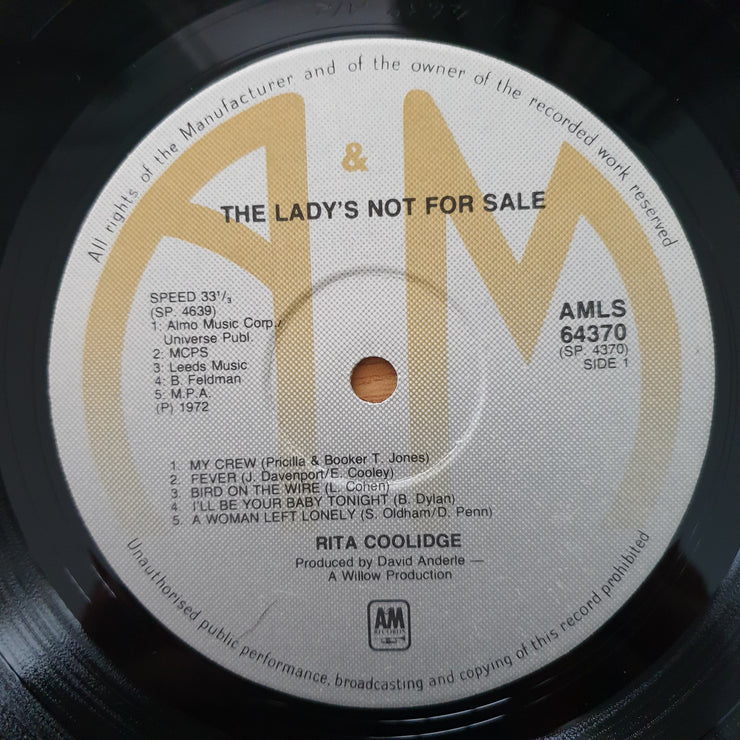 All rights of the Manufacturer and of the owner of the recorded work reserved
&
A M
THE LADY'S NOT FOR SALE
SPEED 33¹/₃
(SP. 4639)
1: Almo Music Corp./
Universe Publ.
2: MCPS
3: Leeds Music
4: B. Feldman
5: M.P.A.
(P) 1972
AMLS
64370
(SP. 4370)
SIDE 1
1. MY CREW (Pricilla & Booker T. Jones)
2. FEVER (J. Davenport/E. Cooley)
3. BIRD ON THE WIRE (L. Cohen)
4. I'LL BE YOUR BABY TONIGHT (B. Dylan)
5. A WOMAN LEFT LONELY (S. Oldham/D. Penn)
RITA COOLIDGE
Produced by David Anderle —
A Willow Production
AM
RECORDS
Unauthorised public performance, broadcasting and copying of this record prohibited